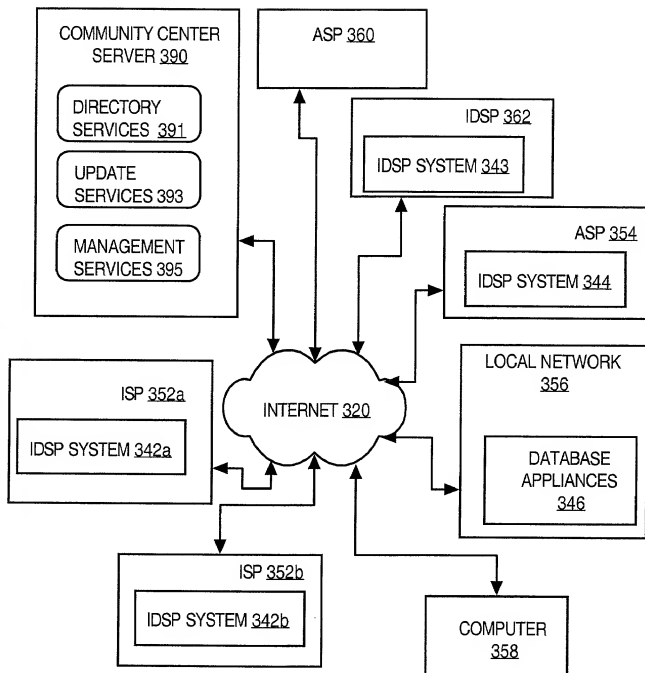 COMMUNITY CENTER
SERVER 390
DIRECTORY
SERVICES 391
UPDATE
SERVICES 393
MANAGEMENT
SERVICES 395
ASP 360
IDSP 362
IDSP SYSTEM 343
ASP 354
IDSP SYSTEM 344
LOCAL NETWORK
356
DATABASE
APPLIANCES
346
INTERNET 320
ISP 352a
IDSP SYSTEM 342a
ISP 352b
IDSP SYSTEM 342b
COMPUTER
358